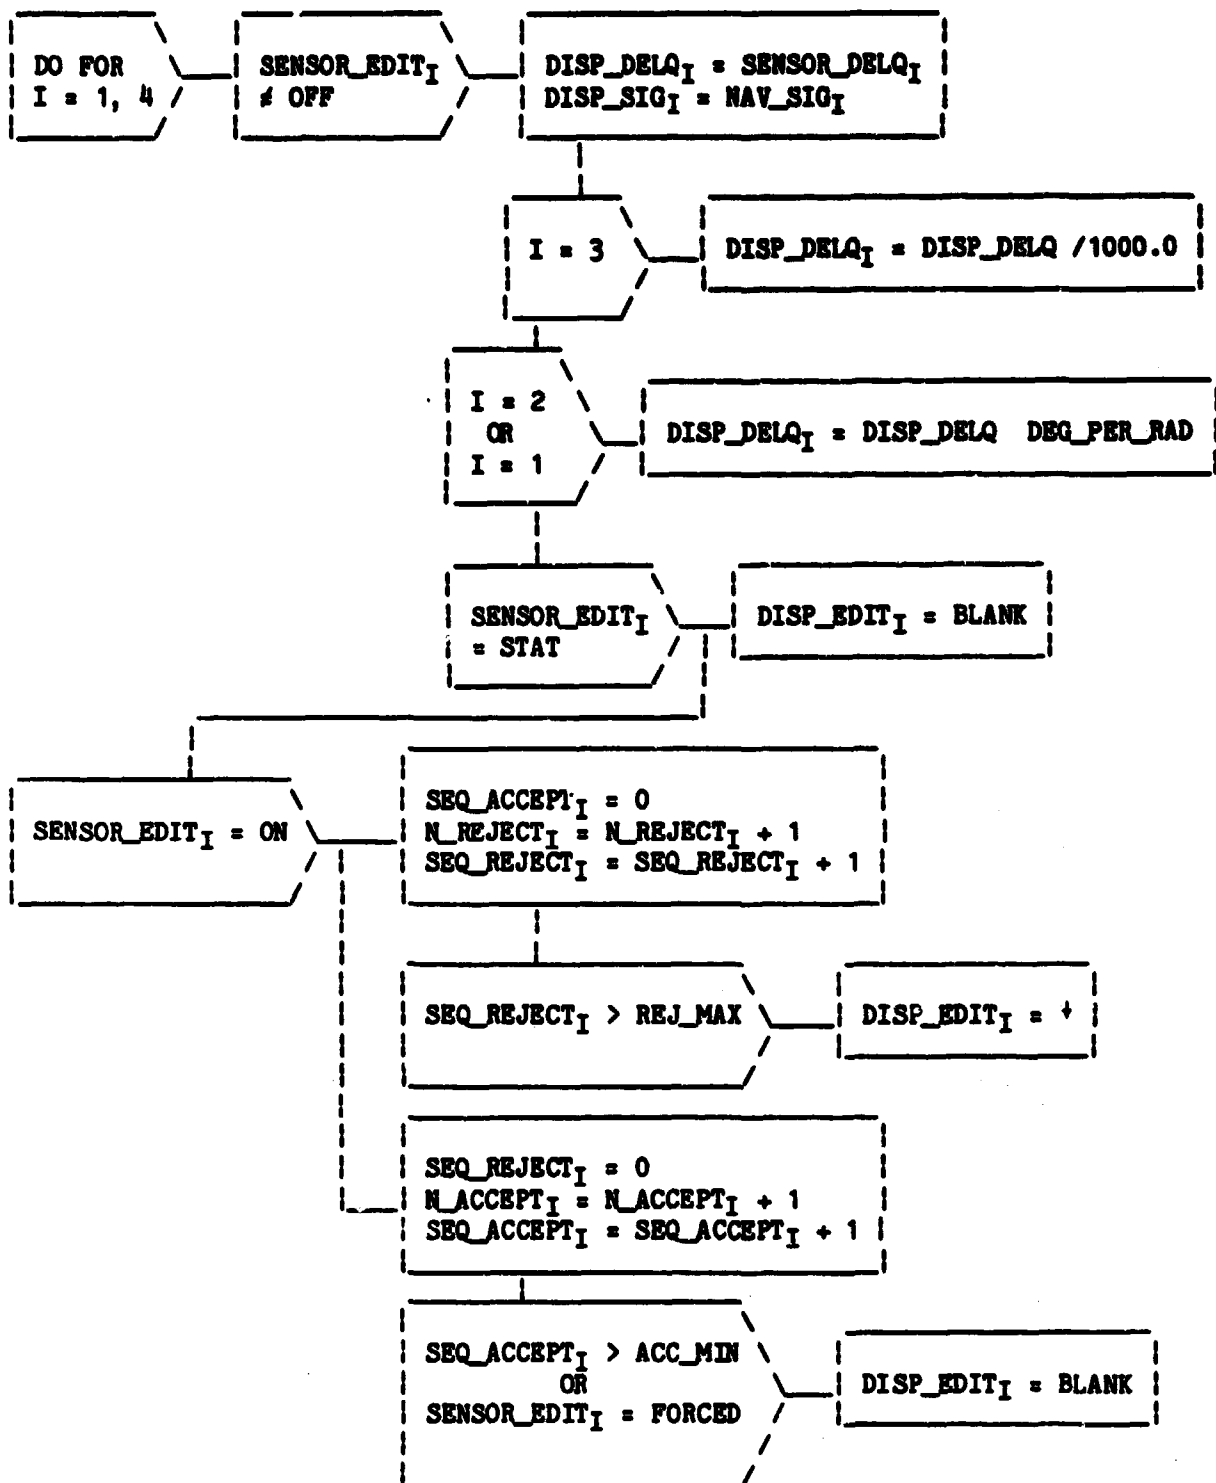 DO FOR
I = 1, 4
SENSOR_EDIT_I
≠ OFF
DISP_DELQ_I = SENSOR_DELQ_I
DISP_SIG_I = NAV_SIG_I
I = 3
DISP_DELQ_I = DISP_DELQ /1000.0
I = 2
OR
I = 1
DISP_DELQ_I = DISP_DELQ DEG_PER_RAD
SENSOR_EDIT_I
= STAT
DISP_EDIT_I = BLANK
SENSOR_EDIT_I = ON
SEQ_ACCEPT_I = 0
N_REJECT_I = N_REJECT_I + 1
SEQ_REJECT_I = SEQ_REJECT_I + 1
SEQ_REJECT_I > REJ_MAX
DISP_EDIT_I = ↓
SEQ_REJECT_I = 0
N_ACCEPT_I = N_ACCEPT_I + 1
SEQ_ACCEPT_I = SEQ_ACCEPT_I + 1
SEQ_ACCEPT_I > ACC_MIN
OR
SENSOR_EDIT_I = FORCED
DISP_EDIT_I = BLANK